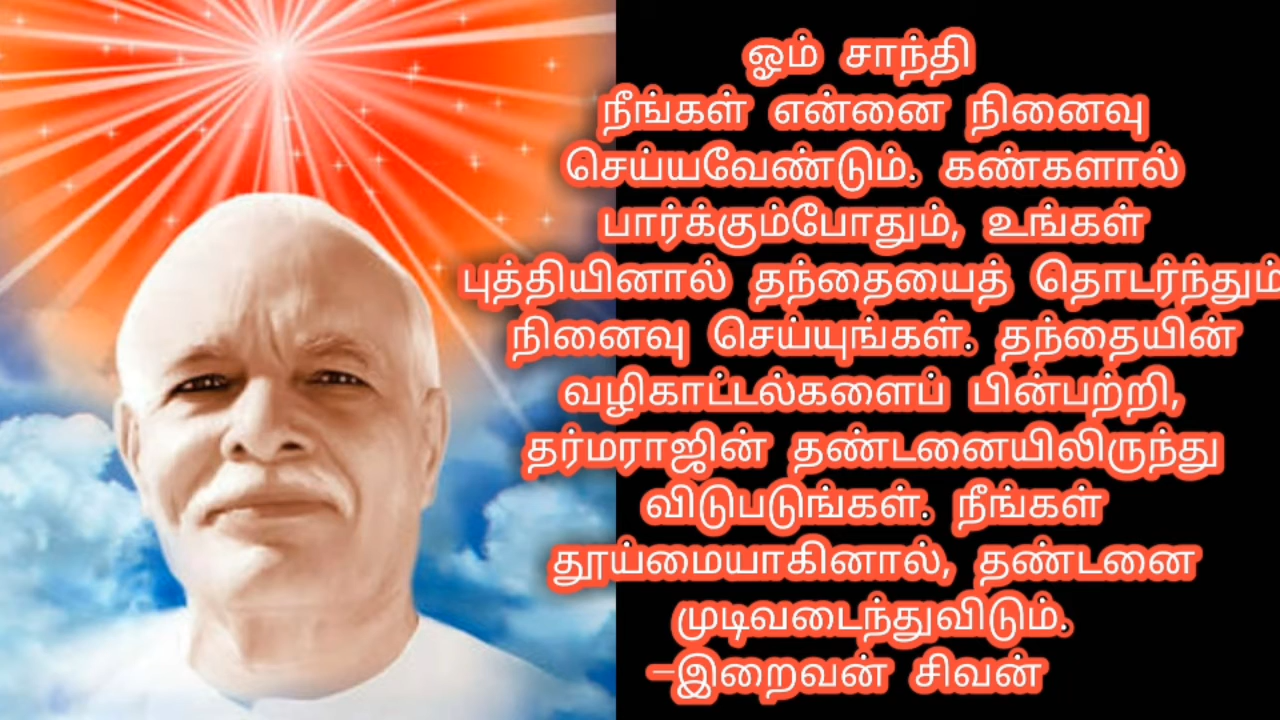 ஓம் சாந்தி
நீங்கள் என்னை நினைவு
செய்யவேண்டும். கண்களால்
பார்க்கும்போதும், உங்கள்
புத்தியினால் தந்தையைத் தொடர்ந்தும்
நினைவு செய்யுங்கள். தந்தையின்
வழிகாட்டல்களைப் பின்பற்றி,
தர்மராஜின் தண்டனையிலிருந்து
விடுபடுங்கள். நீங்கள்
தூய்மையாகினால், தண்டனை
முடிவடைந்துவிடும்.
–இறைவன் சிவன்